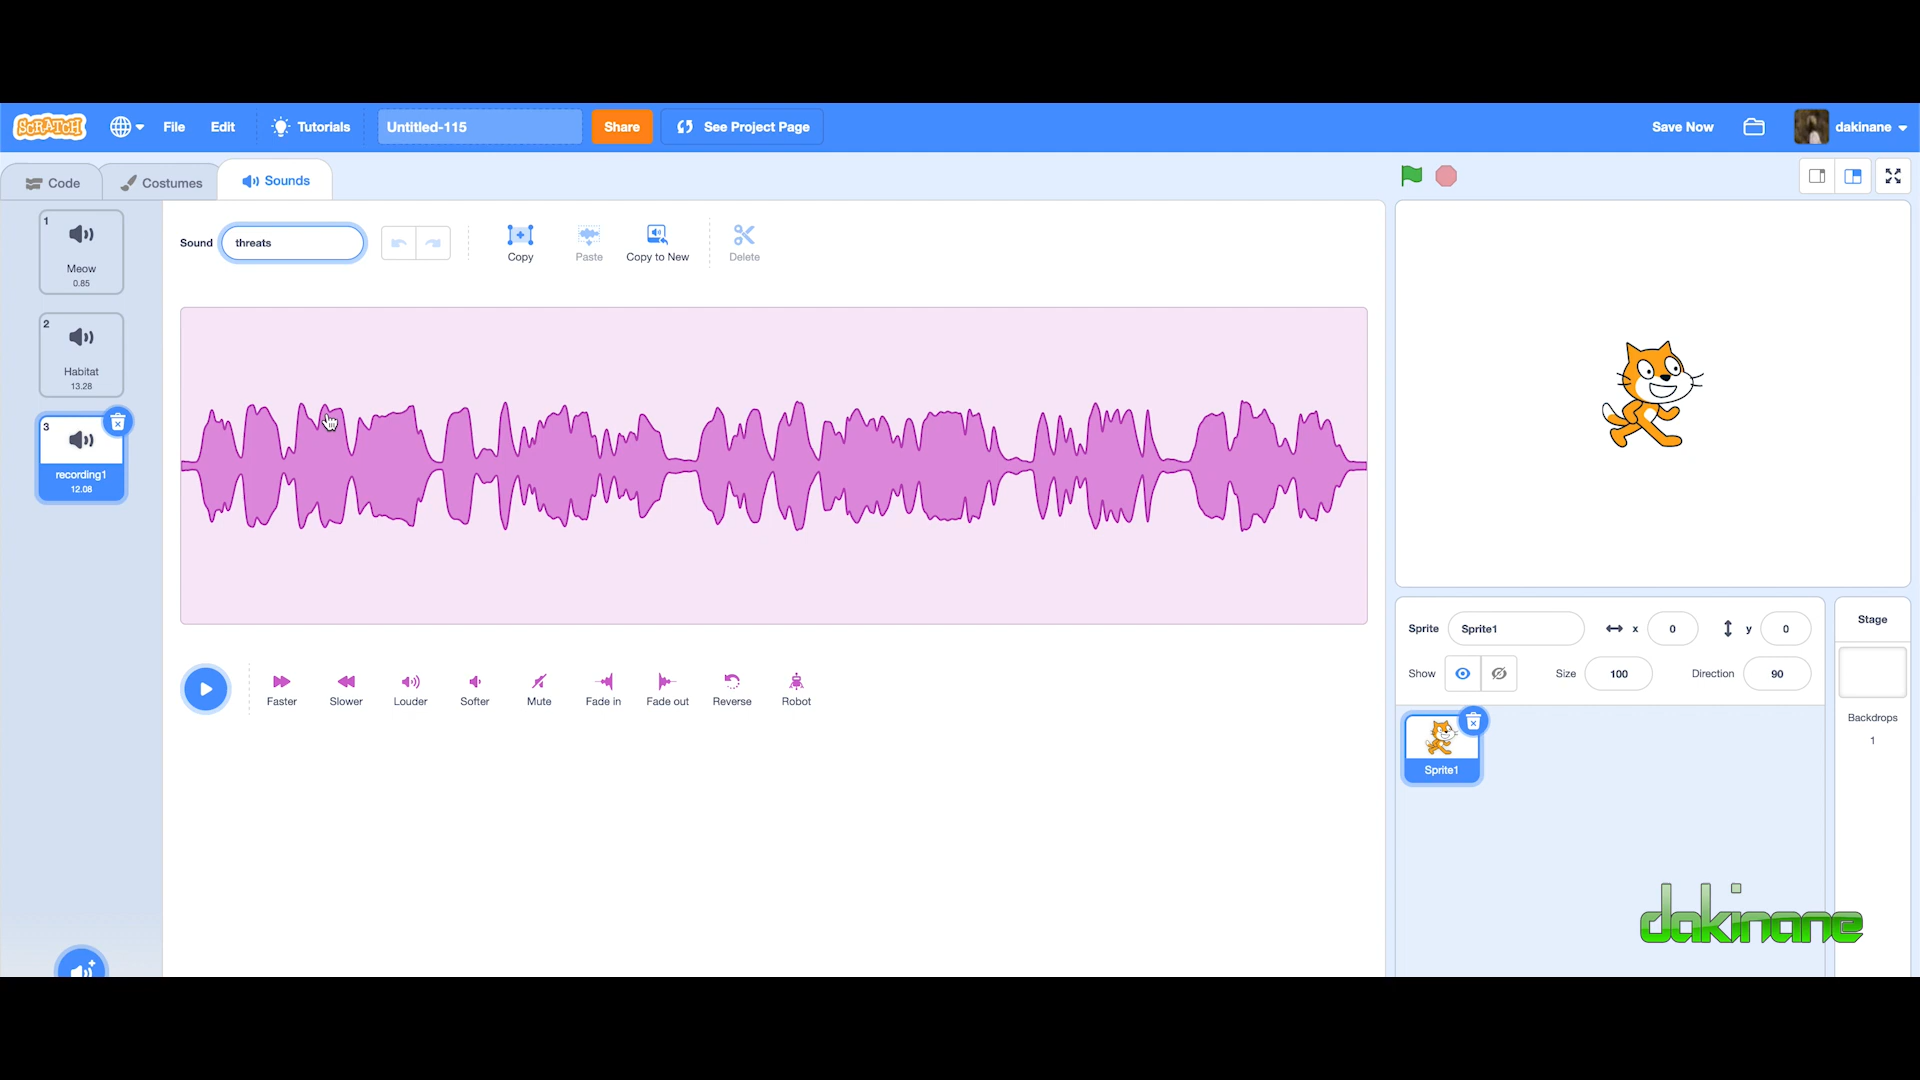 SCRATCH File Edit Tutorials Untitled-115 Share See Project Page Save Now dakinane
Code Costumes Sounds
1
Meow
0.85
2
Habitat
13.28
3
recording1
12.08
Sound threats Copy Paste Copy to New Delete
Faster Slower Louder Softer Mute Fade in Fade out Reverse Robot
Sprite Sprite1 x 0 y 0
Show Size 100 Direction 90
Sprite1
Stage
Backdrops
1
dakinane